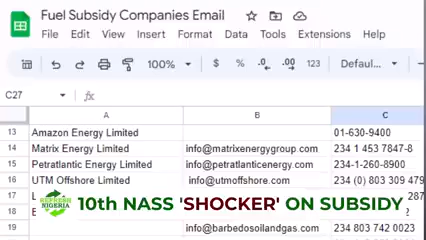 Fuel Subsidy Companies Email
File Edit View Insert Format Data Tools Extensions Help
100% $ % .0 .00 123 Defaul...
C27 fx
A B C
13 Amazon Energy Limited 01-630-9400
14 Matrix Energy Limited info@matrixenergygroup.com 234 1 453 7847-8
15 Petratlantic Energy Limited info@petratlanticenergy.com 234-1-260-8900
16 UTM Offshore Limited info@utmoffshore.com 234 (0) 803 309 479
17
18
REFRESH NIGERIA
10th NASS 'SHOCKER' ON SUBSIDY
19 info@barbedosoilandgas.com 234 803 742 0023